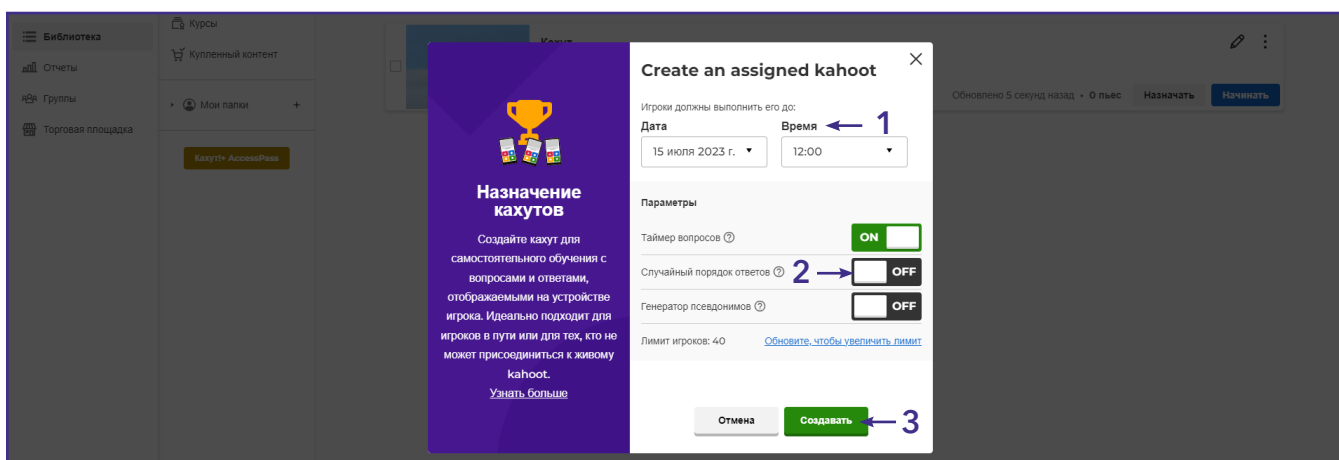 Библиотека
Отчеты
Группы
Торговая площадка
Курсы
Купленный контент
Мои папки +
Кахут!+ AccessPass
Кахут
Обновлено 5 секунд назад • 0 пьес
Назначать
Начинать
Назначение
кахутов
Создайте кахут для
самостоятельного обучения с
вопросами и ответами,
отображаемыми на устройстве
игрока. Идеально подходит для
игроков в пути или для тех, кто не
может присоединиться к живому
kahoot.
Узнать больше
Create an assigned kahoot
Игроки должны выполнить его до:
Дата Время 1
15 июля 2023 г. 12:00
Параметры
Таймер вопросов ON
Случайный порядок ответов 2 OFF
Генератор псевдонимов OFF
Лимит игроков: 40 Обновите, чтобы увеличить лимит
Отмена Создавать 3